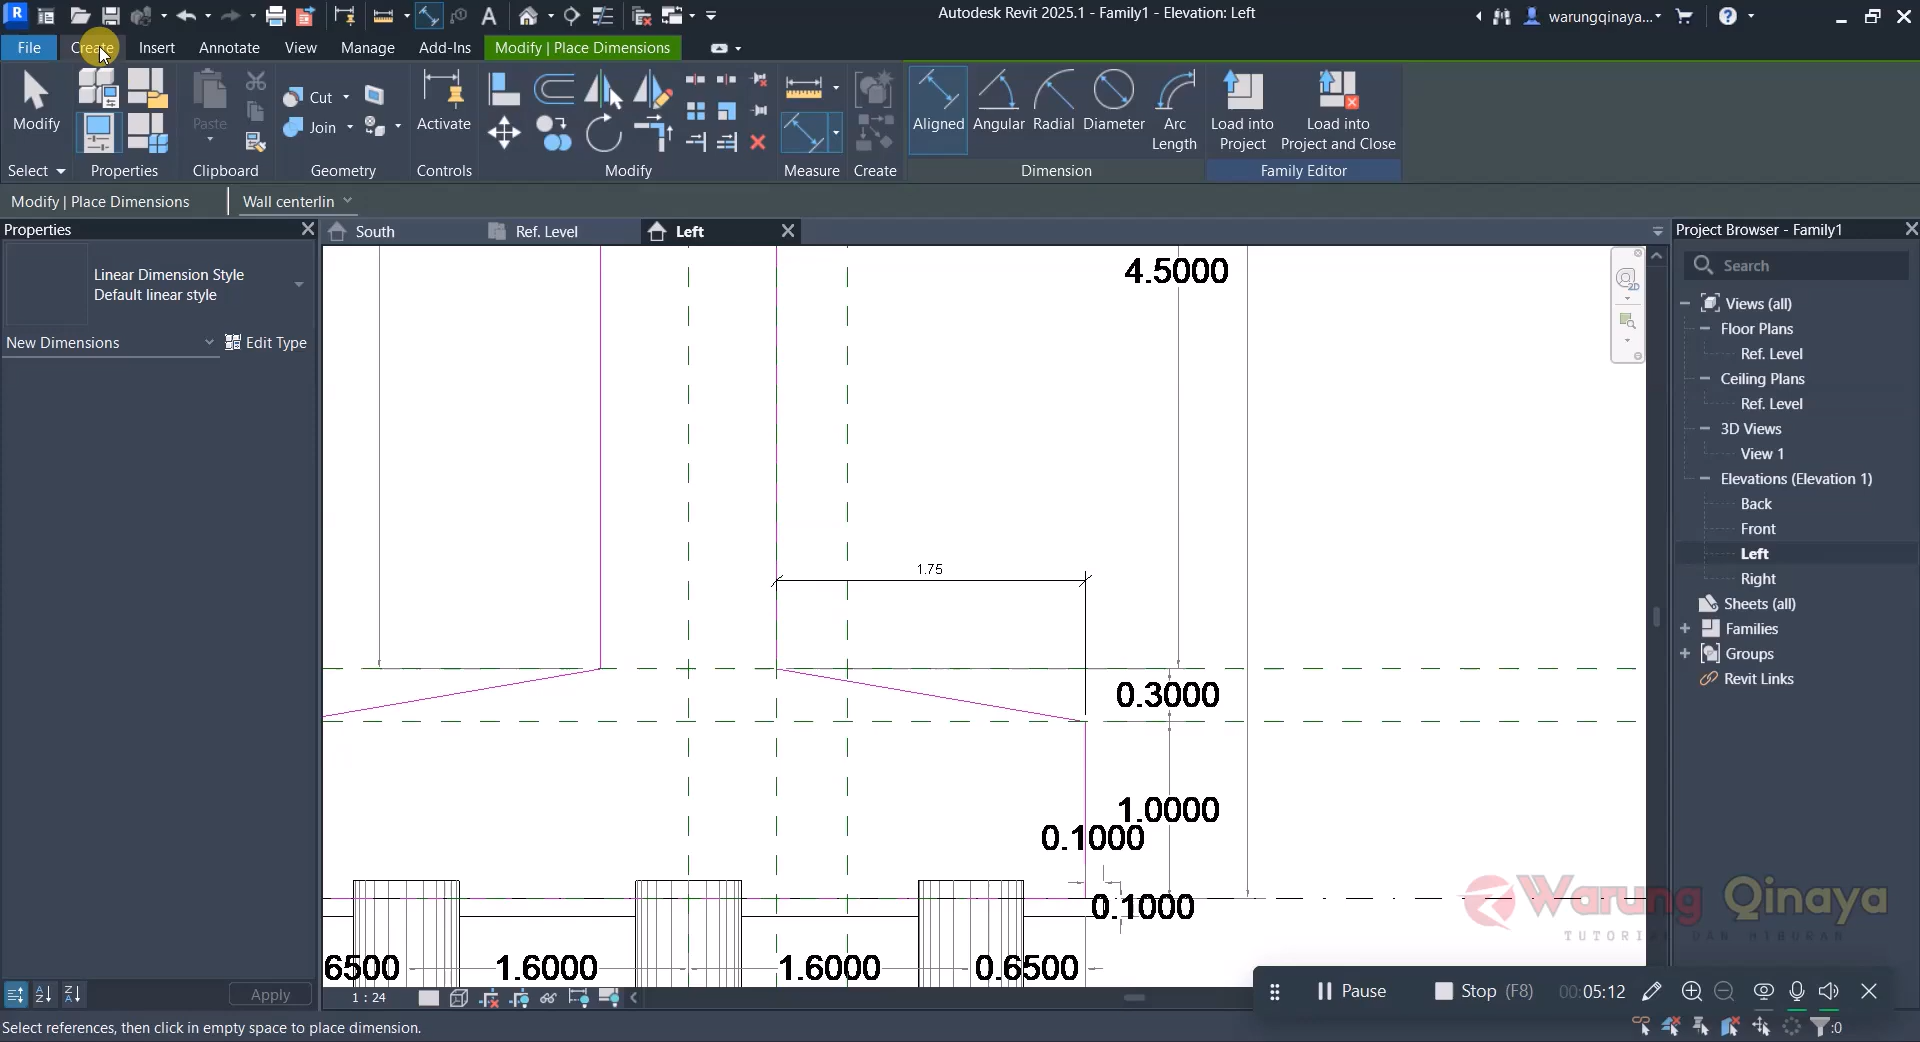 Autodesk Revit 2025.1 - Family1 - Elevation: Left
warungqinaya...
File
Create
Insert
Annotate
View
Manage
Add-Ins
Modify | Place Dimensions
Modify
Paste
Cut
Join
Activate
Aligned
Angular
Radial
Diameter
Arc Length
Load into Project
Load into Project and Close
Select
Properties
Clipboard
Geometry
Controls
Modify
Measure
Create
Dimension
Family Editor
Modify | Place Dimensions
Wall centerlin
Properties
South
Ref. Level
Left
Project Browser - Family1
Linear Dimension Style
Default linear style
New Dimensions
Edit Type
4.5000
1.75
0.3000
1.0000
0.1000
0.1000
6500
1.6000
1.6000
0.6500
Search
Views (all)
Floor Plans
Ref. Level
Ceiling Plans
Ref. Level
3D Views
View 1
Elevations (Elevation 1)
Back
Front
Left
Right
Sheets (all)
Families
Groups
Revit Links
Warung Qinaya
TUTORIAL DAN HIBURAN
Apply
1 : 24
Pause
Stop (F8)
00:05:12
Select references, then click in empty space to place dimension.
:0